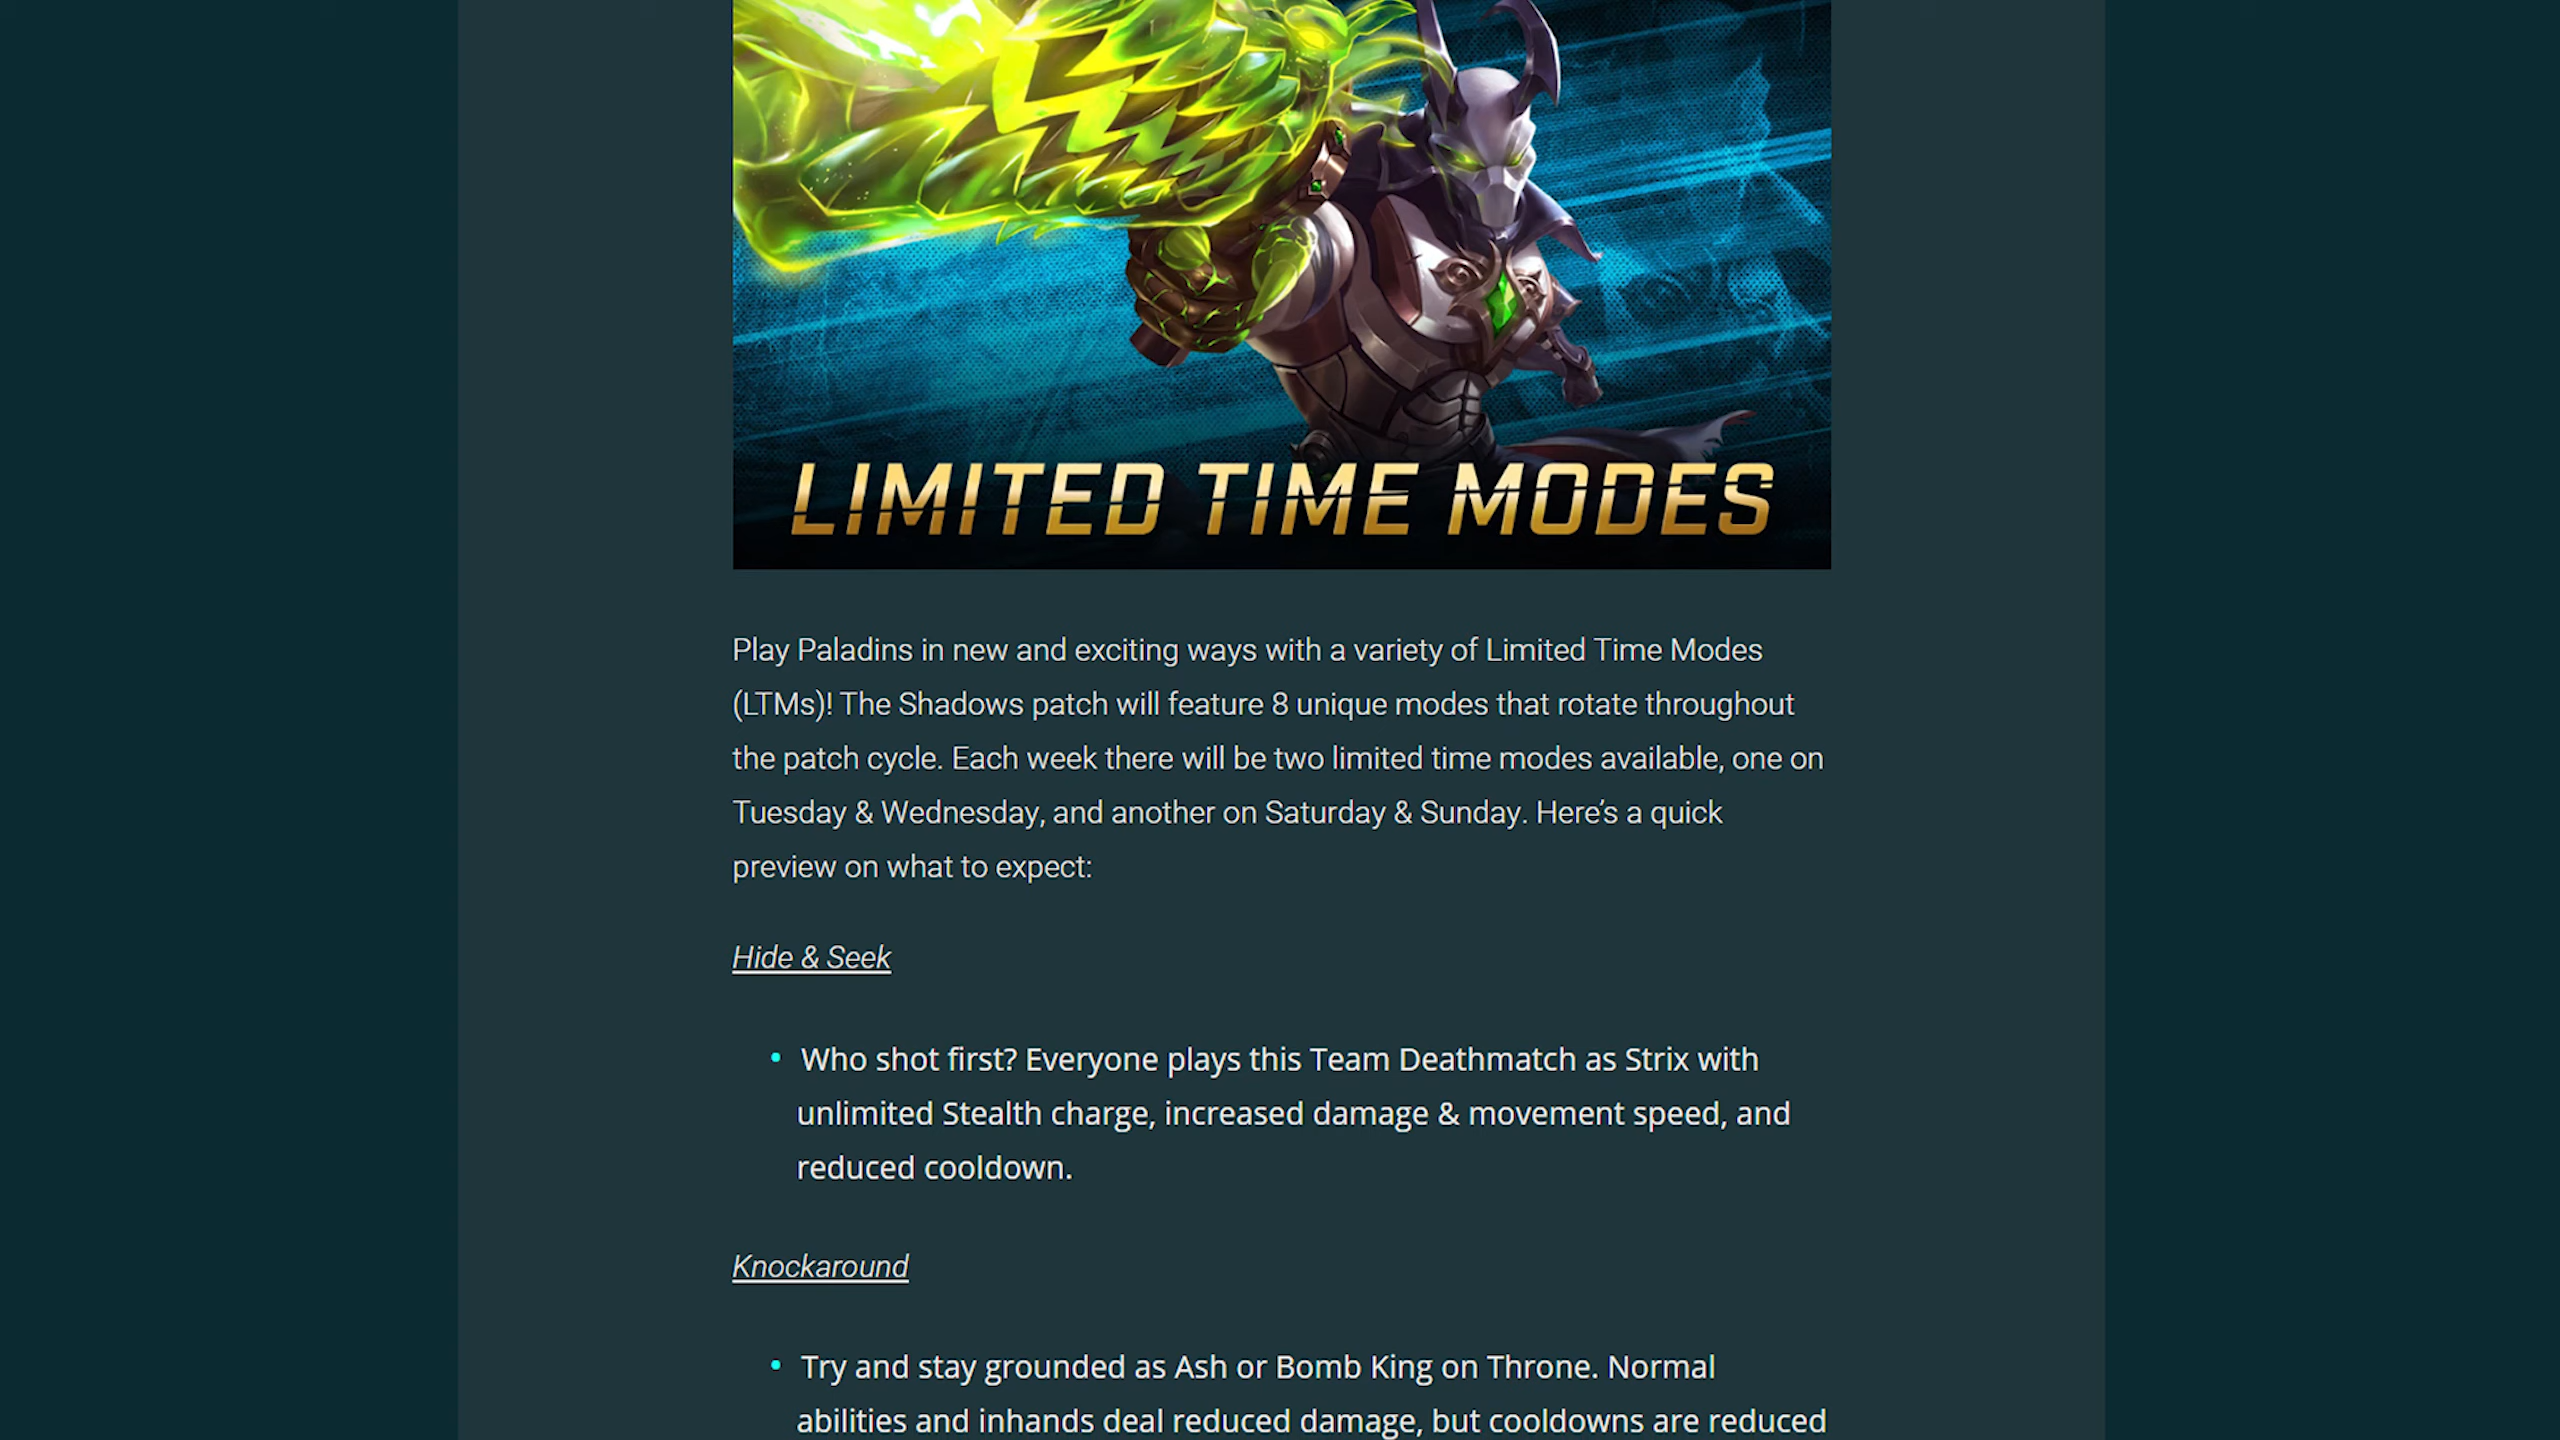 LIMITED TIME MODES
Play Paladins in new and exciting ways with a variety of Limited Time Modes
(LTMs)! The Shadows patch will feature 8 unique modes that rotate throughout
the patch cycle. Each week there will be two limited time modes available, one on
Tuesday & Wednesday, and another on Saturday & Sunday. Here’s a quick
preview on what to expect:
Hide & Seek
• Who shot first? Everyone plays this Team Deathmatch as Strix with
unlimited Stealth charge, increased damage & movement speed, and
reduced cooldown.
Knockaround
• Try and stay grounded as Ash or Bomb King on Throne. Normal
abilities and inhands deal reduced damage, but cooldowns are reduced